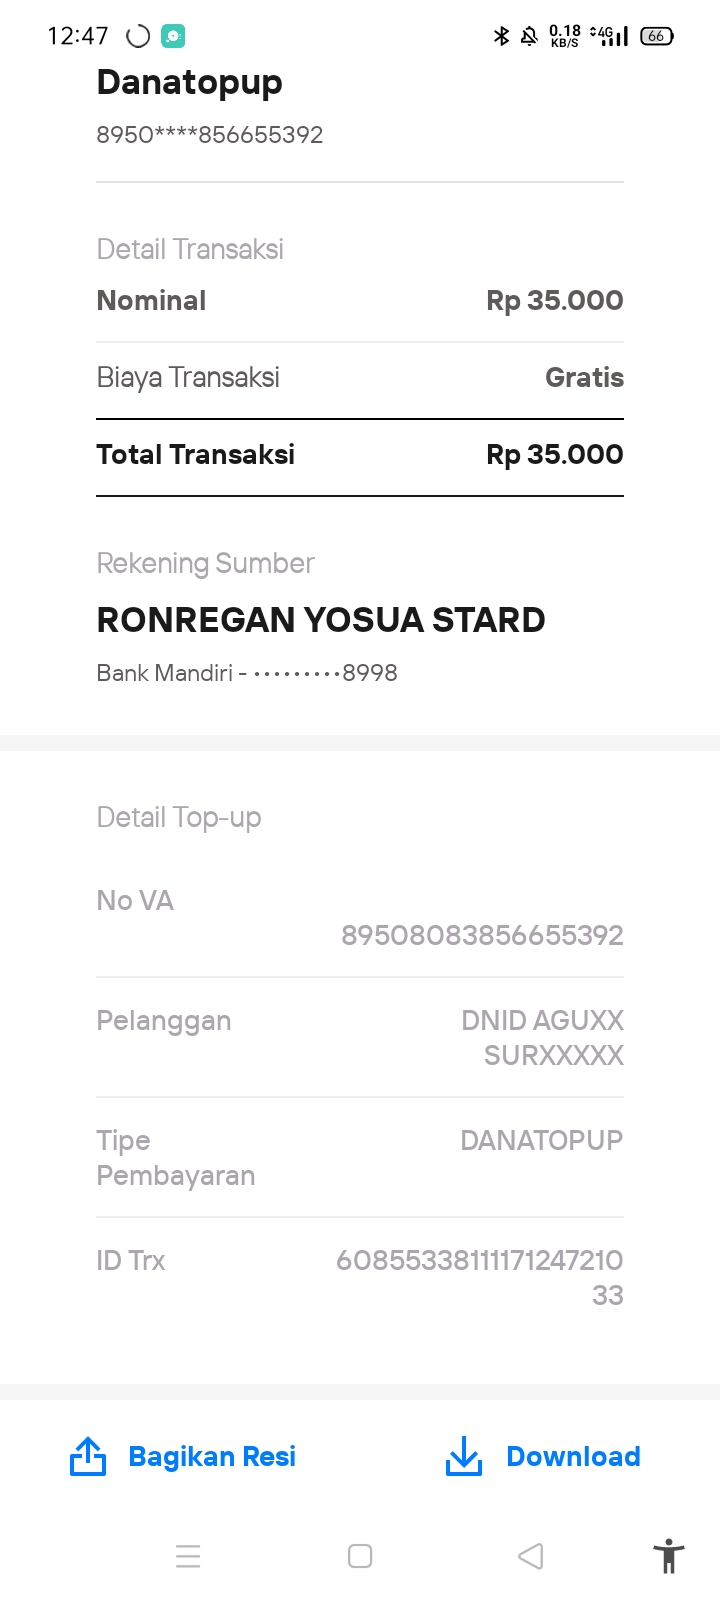 12:47
0.18
KB/S
4G
66
Danatopup
8950****856655392
Detail Transaksi
Nominal Rp 35.000
Biaya Transaksi Gratis
Total Transaksi Rp 35.000
Rekening Sumber
RONREGAN YOSUA STARD
Bank Mandiri - •••••••••8998
Detail Top-up
No VA
89508083856655392
Pelanggan DNID AGUXX
SURXXXXX
Tipe DANATOPUP
Pembayaran
ID Trx 60855338111171247210
33
Bagikan Resi Download